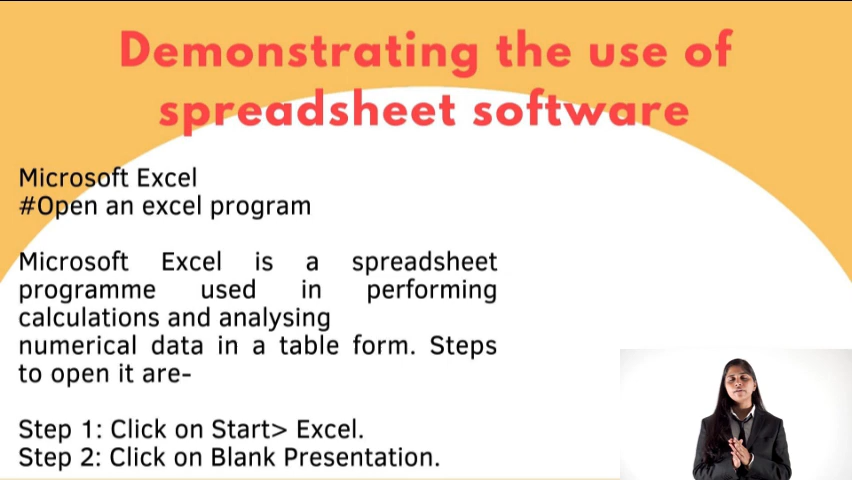 Demonstrating the use of
spreadsheet software
Microsoft Excel
#Open an excel program
Microsoft Excel is a spreadsheet
programme used in performing
calculations and analysing
numerical data in a table form. Steps
to open it are-
Step 1: Click on Start> Excel.
Step 2: Click on Blank Presentation.